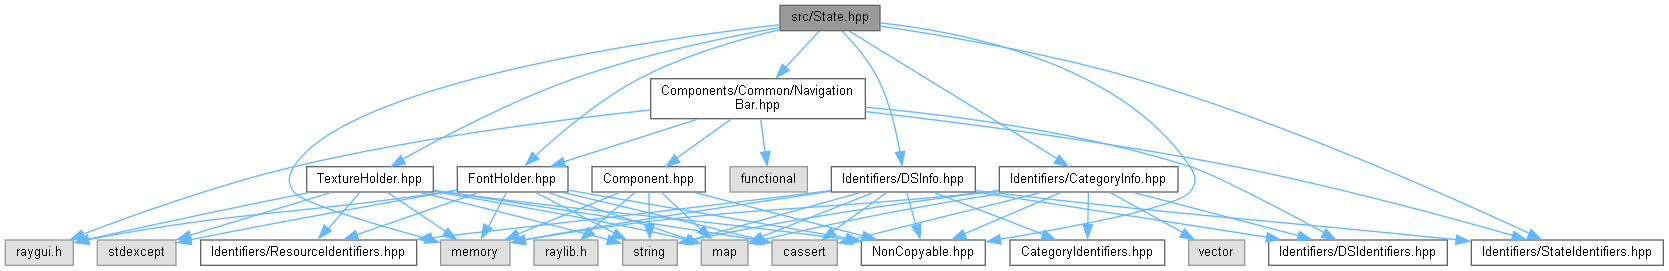 src/State.hpp
Components/Common/Navigation
Bar.hpp
TextureHolder.hpp
FontHolder.hpp
Component.hpp
functional
Identifiers/DSInfo.hpp
Identifiers/CategoryInfo.hpp
raygui.h
stdexcept
Identifiers/ResourceIdentifiers.hpp
memory
raylib.h
string
map
cassert
NonCopyable.hpp
CategoryIdentifiers.hpp
vector
Identifiers/DSIdentifiers.hpp
Identifiers/StateIdentifiers.hpp